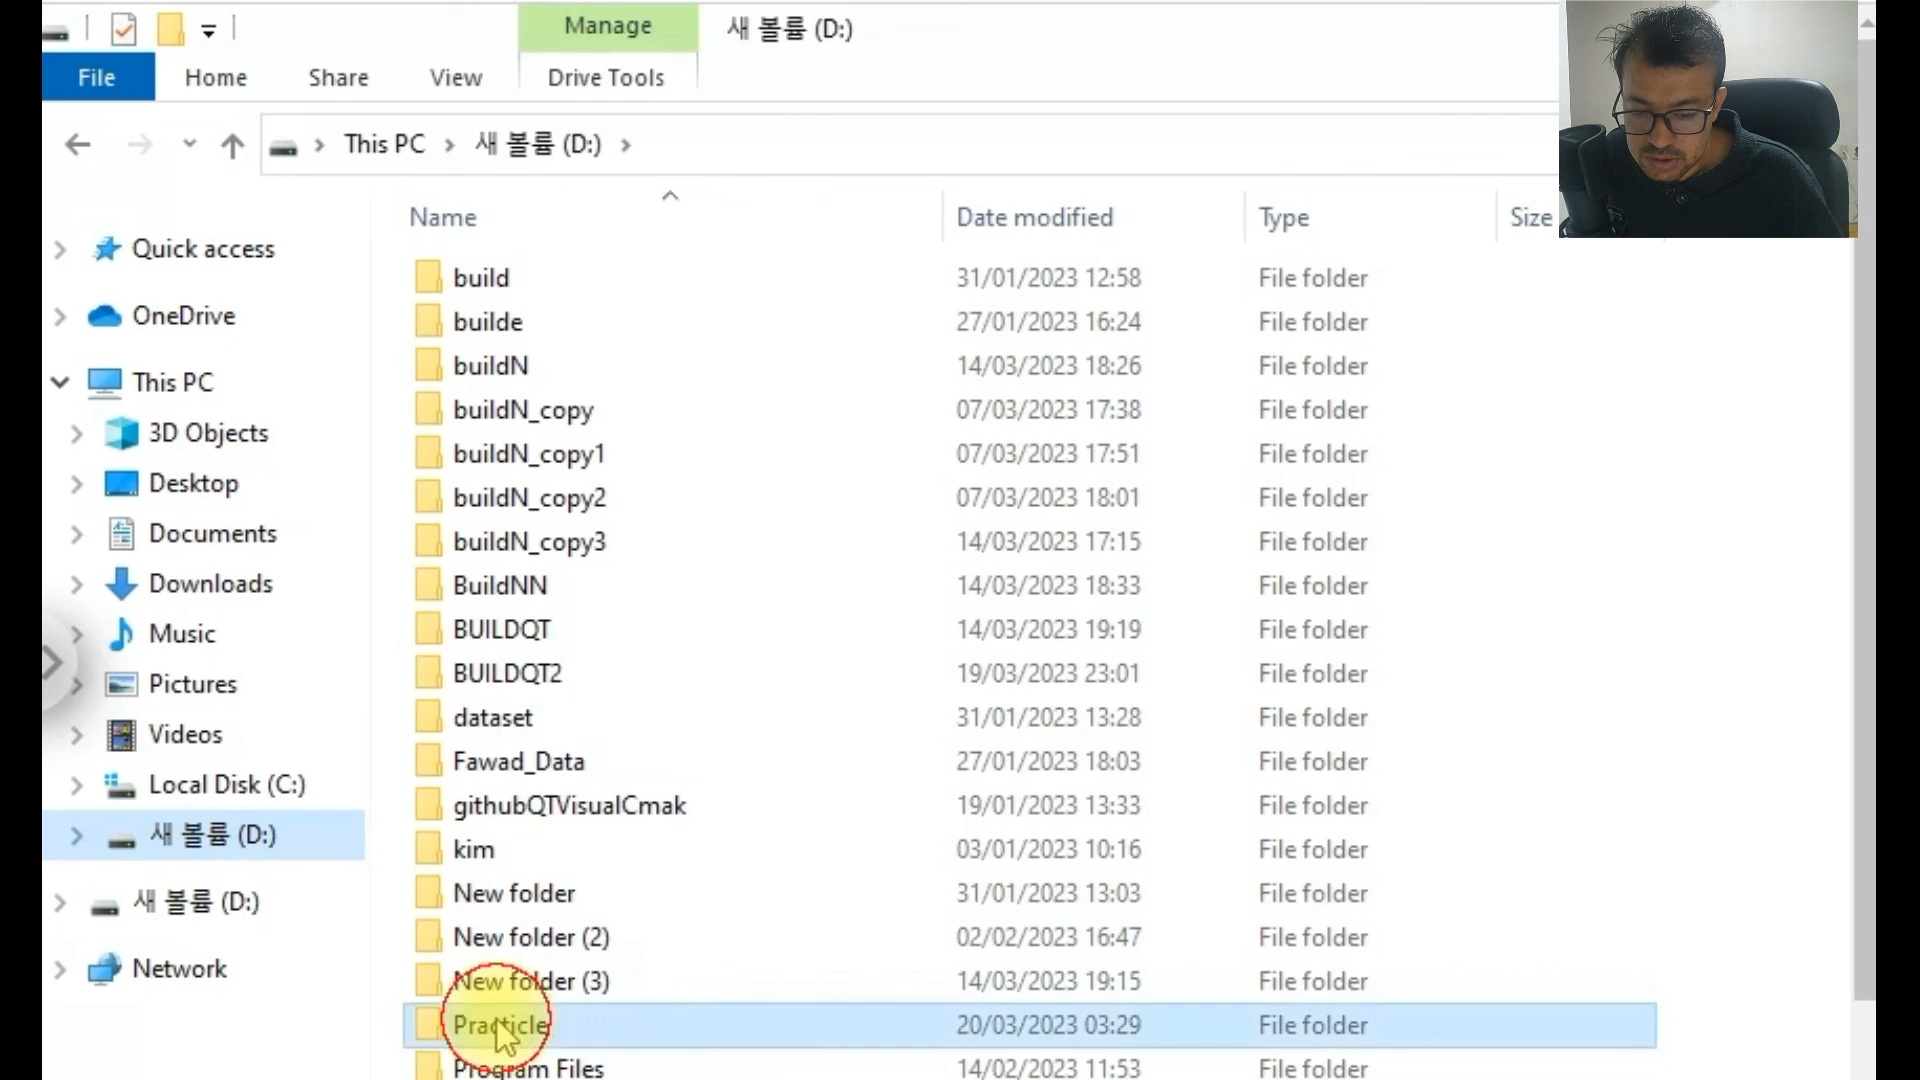 Manage
새 볼륨 (D:)
File
Home
Share
View
Drive Tools
This PC
새 볼륨 (D:)
Name
Date modified
Type
Size
Quick access
OneDrive
This PC
3D Objects
Desktop
Documents
Downloads
Music
Pictures
Videos
Local Disk (C:)
새 볼륨 (D:)
새 볼륨 (D:)
Network
build 31/01/2023 12:58 File folder
builde 27/01/2023 16:24 File folder
buildN 14/03/2023 18:26 File folder
buildN_copy 07/03/2023 17:38 File folder
buildN_copy1 07/03/2023 17:51 File folder
buildN_copy2 07/03/2023 18:01 File folder
buildN_copy3 14/03/2023 17:15 File folder
BuildNN 14/03/2023 18:33 File folder
BUILDQT 14/03/2023 19:19 File folder
BUILDQT2 19/03/2023 23:01 File folder
dataset 31/01/2023 13:28 File folder
Fawad_Data 27/01/2023 18:03 File folder
githubQTVisualCmak 19/01/2023 13:33 File folder
kim 03/01/2023 10:16 File folder
New folder 31/01/2023 13:03 File folder
New folder (2) 02/02/2023 16:47 File folder
New folder (3) 14/03/2023 19:15 File folder
Practicle 20/03/2023 03:29 File folder
Program Files 14/02/2023 11:53 File folder